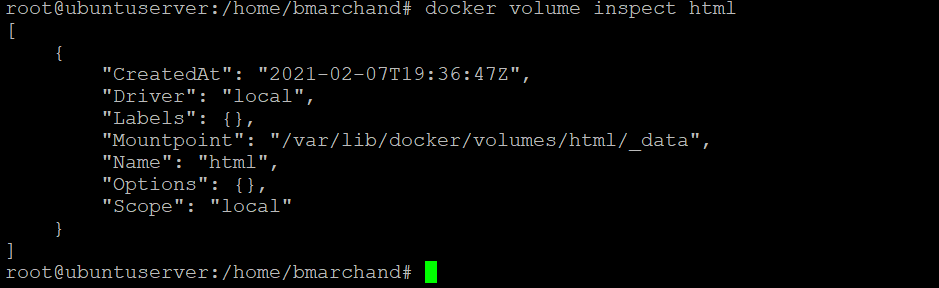 root@ubuntuserver:/home/bmarchand# docker volume inspect html
[
    {
        "CreatedAt": "2021-02-07T19:36:47Z",
        "Driver": "local",
        "Labels": {},
        "Mountpoint": "/var/lib/docker/volumes/html/_data",
        "Name": "html",
        "Options": {},
        "Scope": "local"
    }
]
root@ubuntuserver:/home/bmarchand#